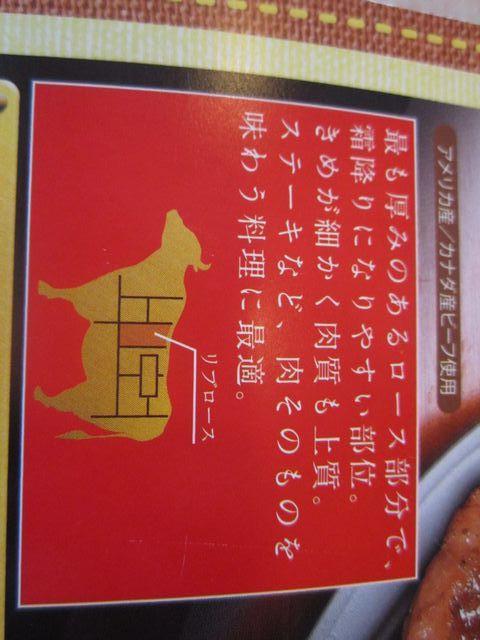 アメリカ産/カナダ産ビーフ使用
最も厚みのあるロース部分で、
霜降りになりやすい部位。
きめが細かく肉質も上質。
ステーキなど、肉そのものを
味わう料理に最適。
リブロース